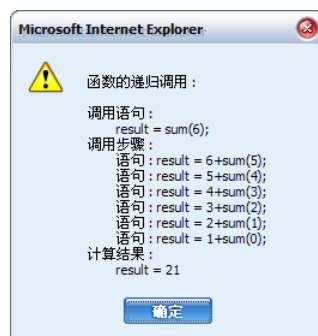 Microsoft Internet Explorer
函数的递归调用：
调用语句：
result = sum(6);
调用步骤：
语句：result = 6+sum(5);
语句：result = 5+sum(4);
语句：result = 4+sum(3);
语句：result = 3+sum(2);
语句：result = 2+sum(1);
语句：result = 1+sum(0);
计算结果：
result = 21
确定